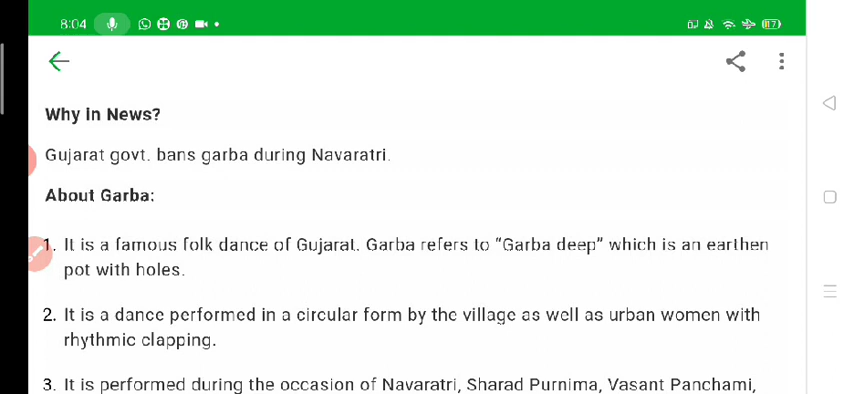 8:04
17
Why in News?
Gujarat govt. bans garba during Navaratri.
About Garba:
1. It is a famous folk dance of Gujarat. Garba refers to “Garba deep” which is an earthen
pot with holes.
2. It is a dance performed in a circular form by the village as well as urban women with
rhythmic clapping.
3. It is performed during the occasion of Navaratri, Sharad Purnima, Vasant Panchami,